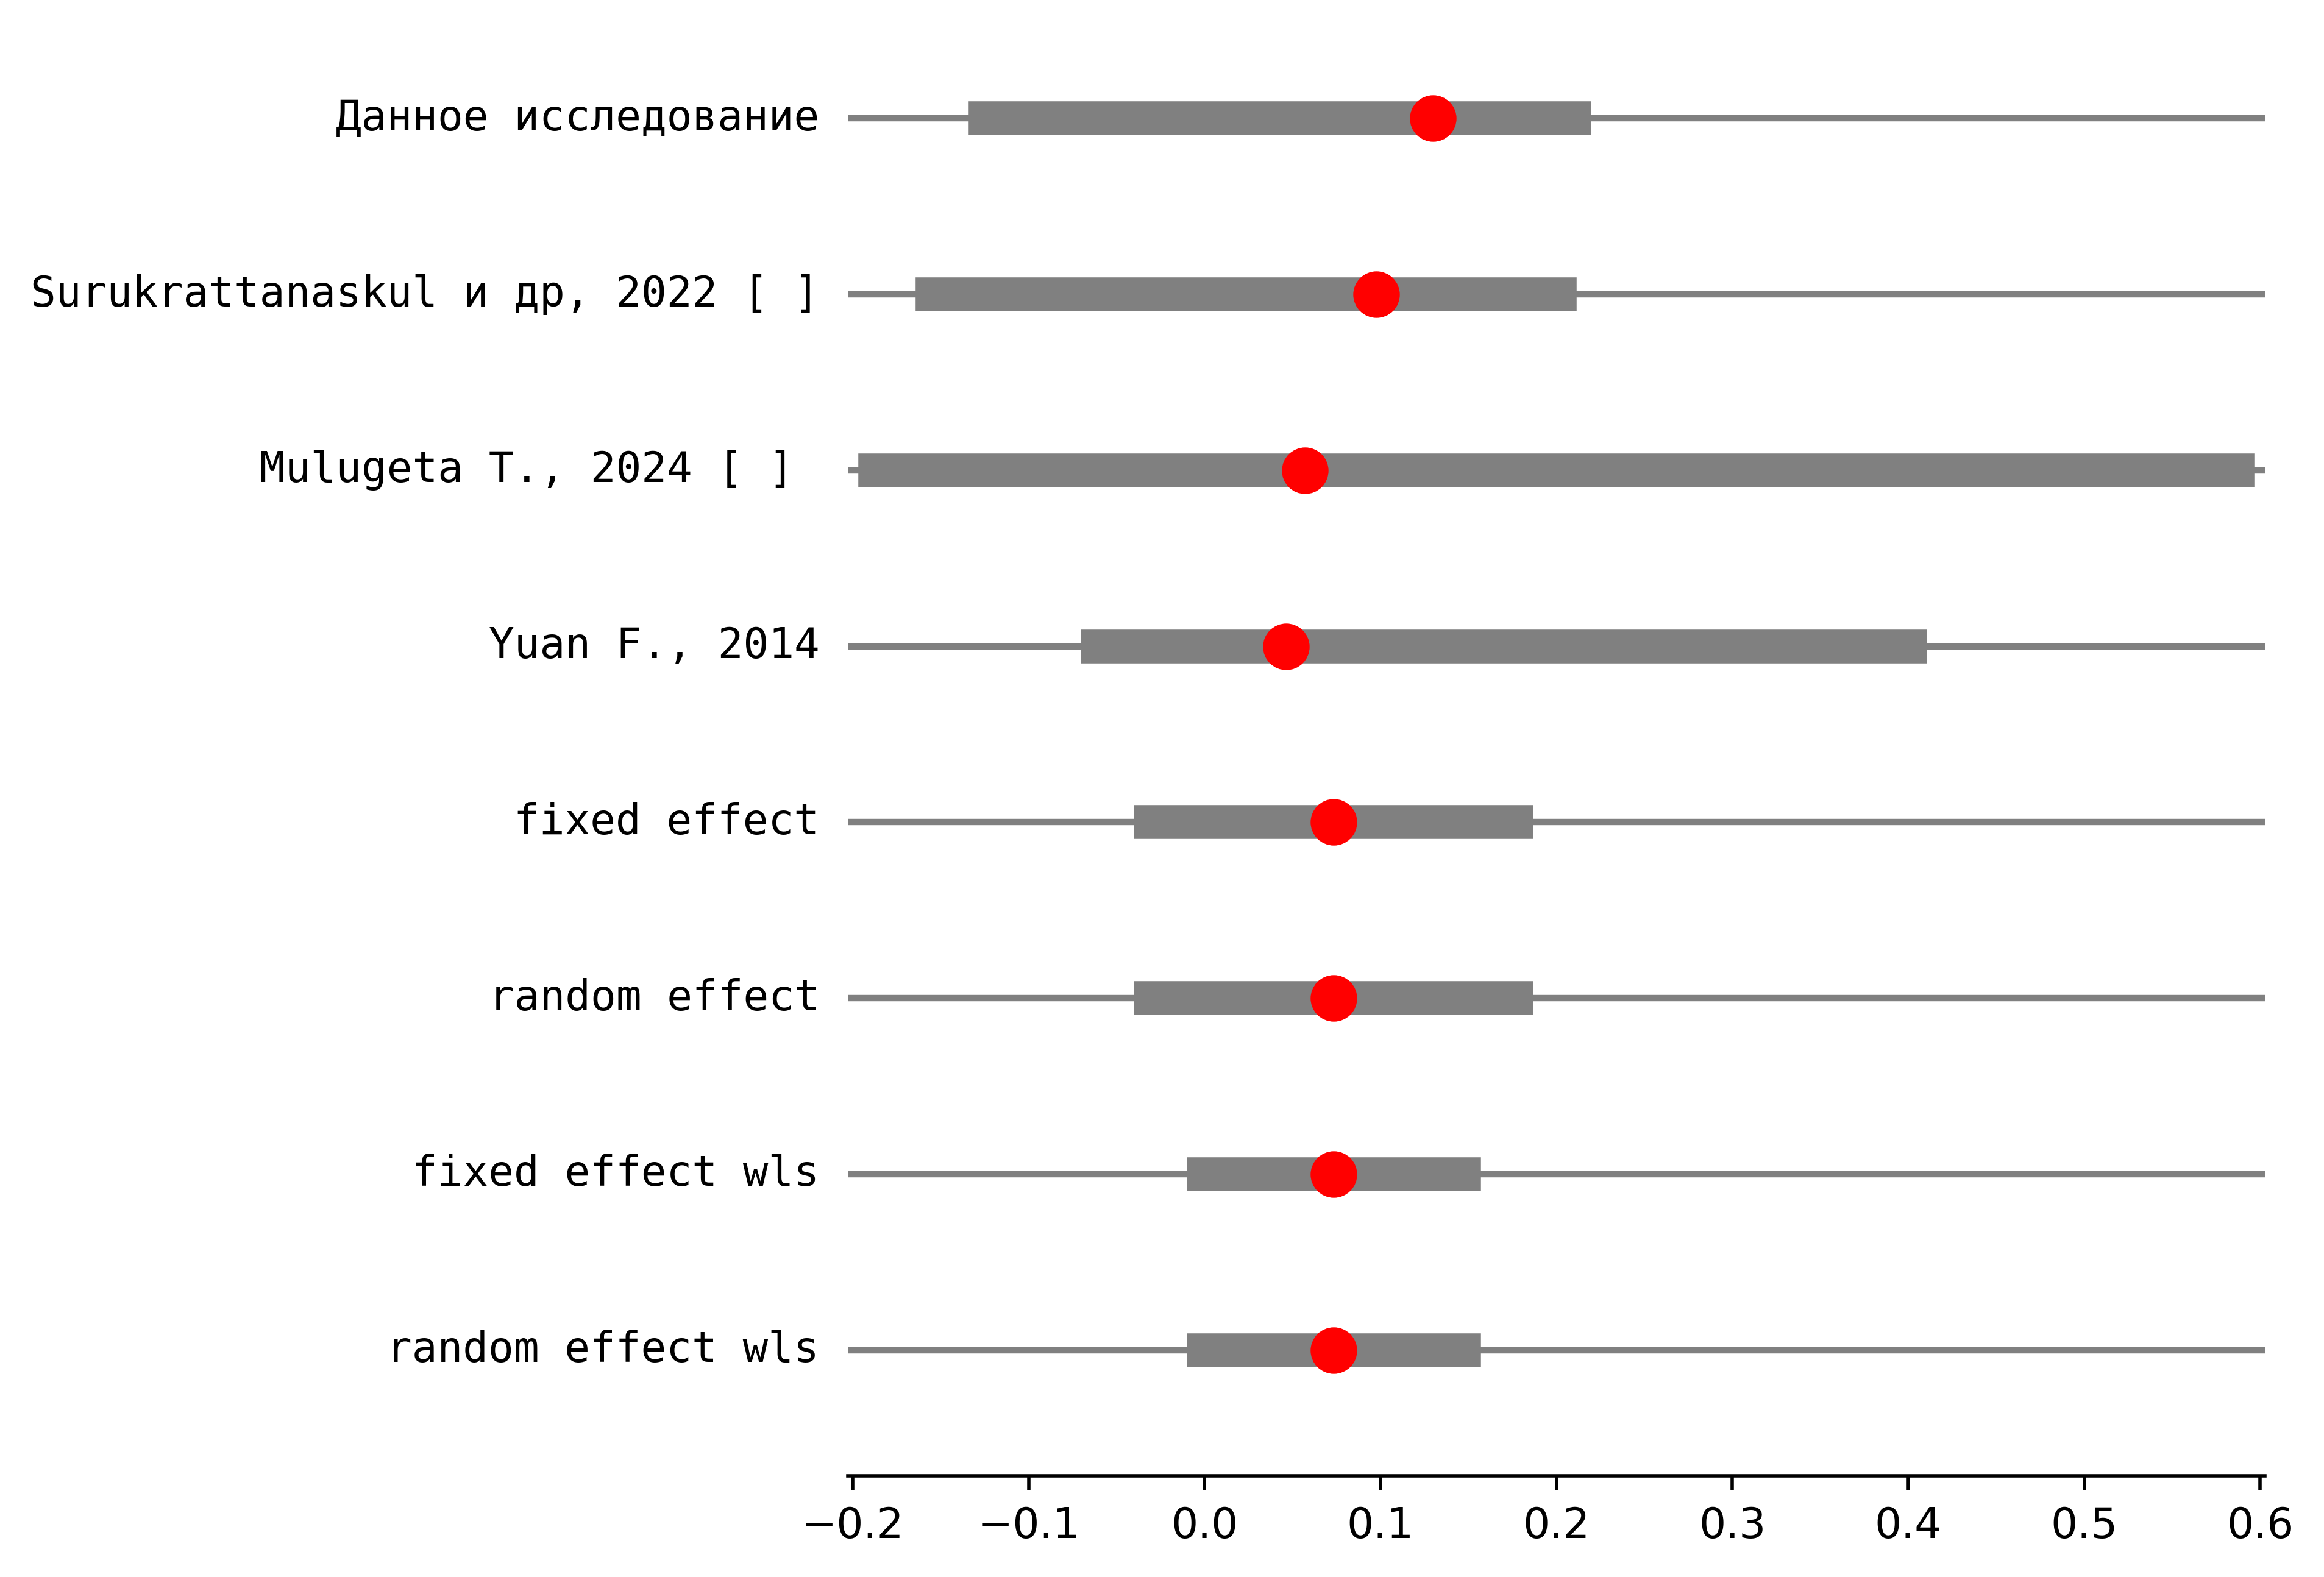 Данное исследование
Surukrattanaskul и др, 2022 [ ]
Mulugeta T., 2024 [ ]
Yuan F., 2014
fixed effect
random effect
fixed effect wls
random effect wls
−0.2 −0.1 0.0 0.1 0.2 0.3 0.4 0.5 0.6